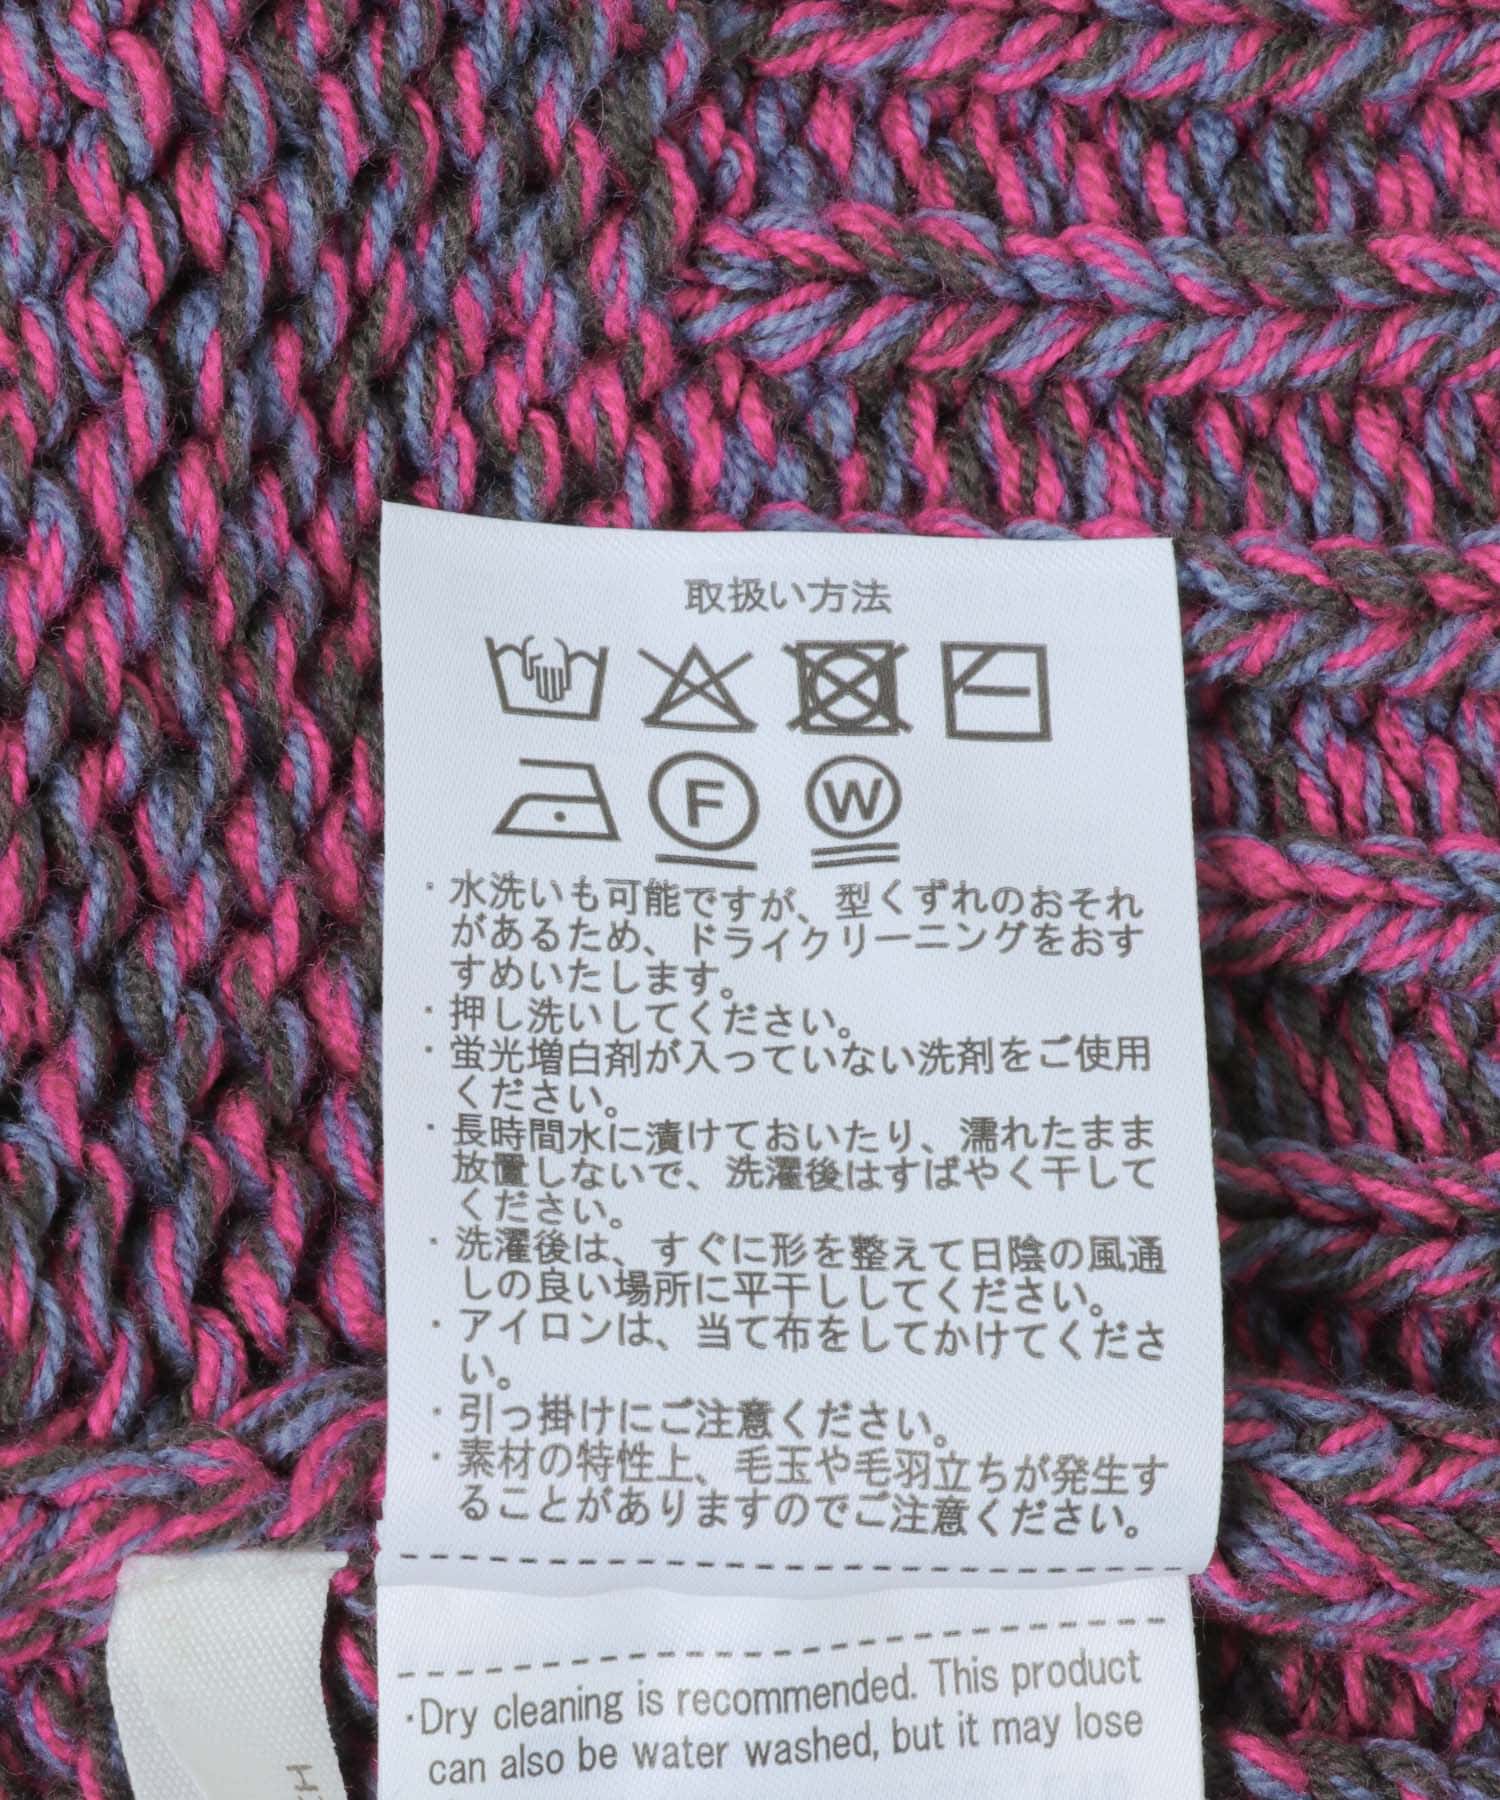 取扱い方法
F W
・水洗いも可能ですが、型くずれのおそれ
があるため、ドライクリーニングをおす
すめいたします。
・押し洗いしてください。
・蛍光増白剤が入っていない洗剤をご使用
ください。
・長時間水に漬けておいたり、濡れたまま
放置しないで、洗濯後はすばやく干して
ください。
・洗濯後は、すぐに形を整えて日陰の風通
しの良い場所に平干ししてください。
・アイロンは、当て布をしてかけてくださ
い。
・引っ掛けにご注意ください。
・素材の特性上、毛玉や毛羽立ちが発生す
ることがありますのでご注意ください。
・Dry cleaning is recommended. This product
can also be water washed, but it may lose